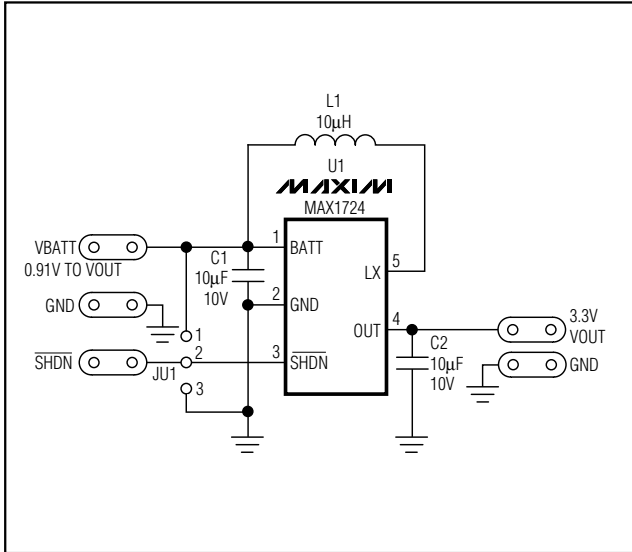 L1
10μH
U1
MAXIM
MAX1724
VBATT
0.91V TO VOUT
1
BATT
C1
10μF
10V
5
LX
GND
2
GND
1
4
OUT
3.3V
VOUT
SHDN
2
JU1
3
3
SHDN
C2
10μF
10V
GND